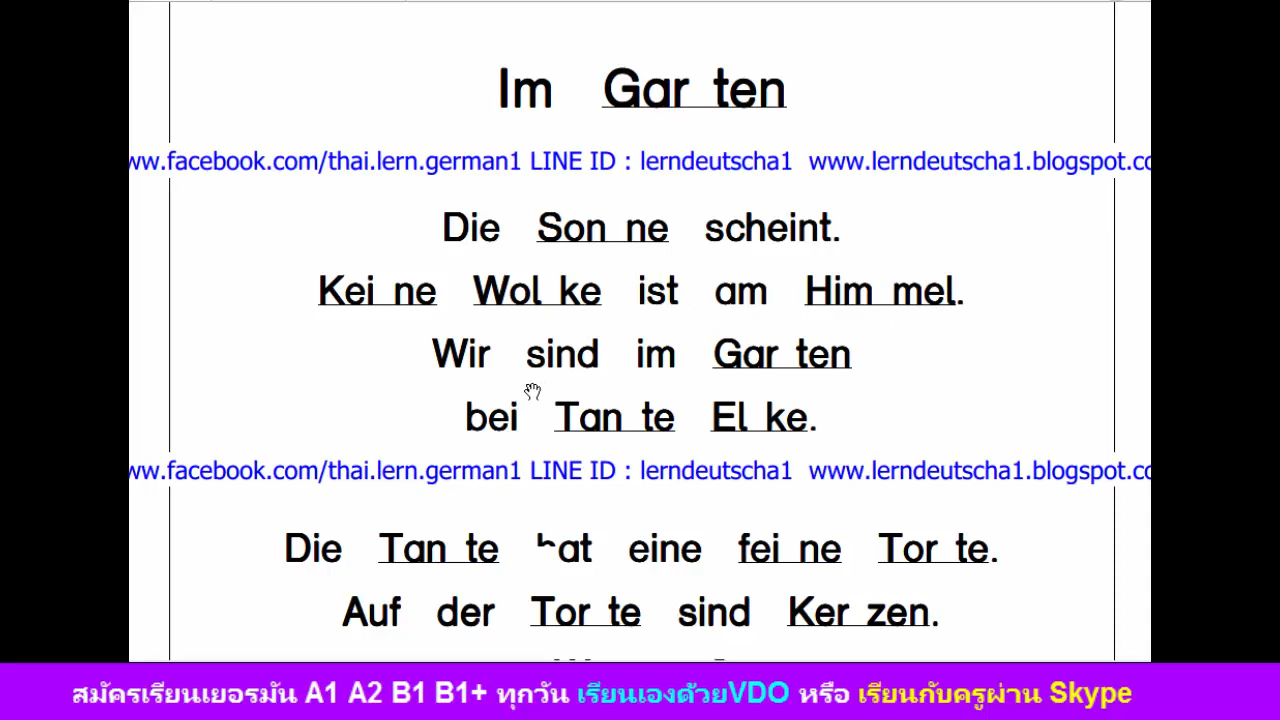 Im Gar ten
ww.facebook.com/thai.lern.german1 LINE ID : lerndeutscha1 www.lerndeutscha1.blogspot.co
Die Son ne scheint.
Kei ne Wol ke ist am Him mel.
Wir sind im Gar ten
bei Tan te El ke.
ww.facebook.com/thai.lern.german1 LINE ID : lerndeutscha1 www.lerndeutscha1.blogspot.co
Die Tan te hat eine fei ne Tor te.
Auf der Tor te sind Ker zen.
สมัครเรียนเยอรมัน A1 A2 B1 B1+ ทุกวัน เรียนเองด้วยVDO หรือ เรียนกับครูผ่าน Skype